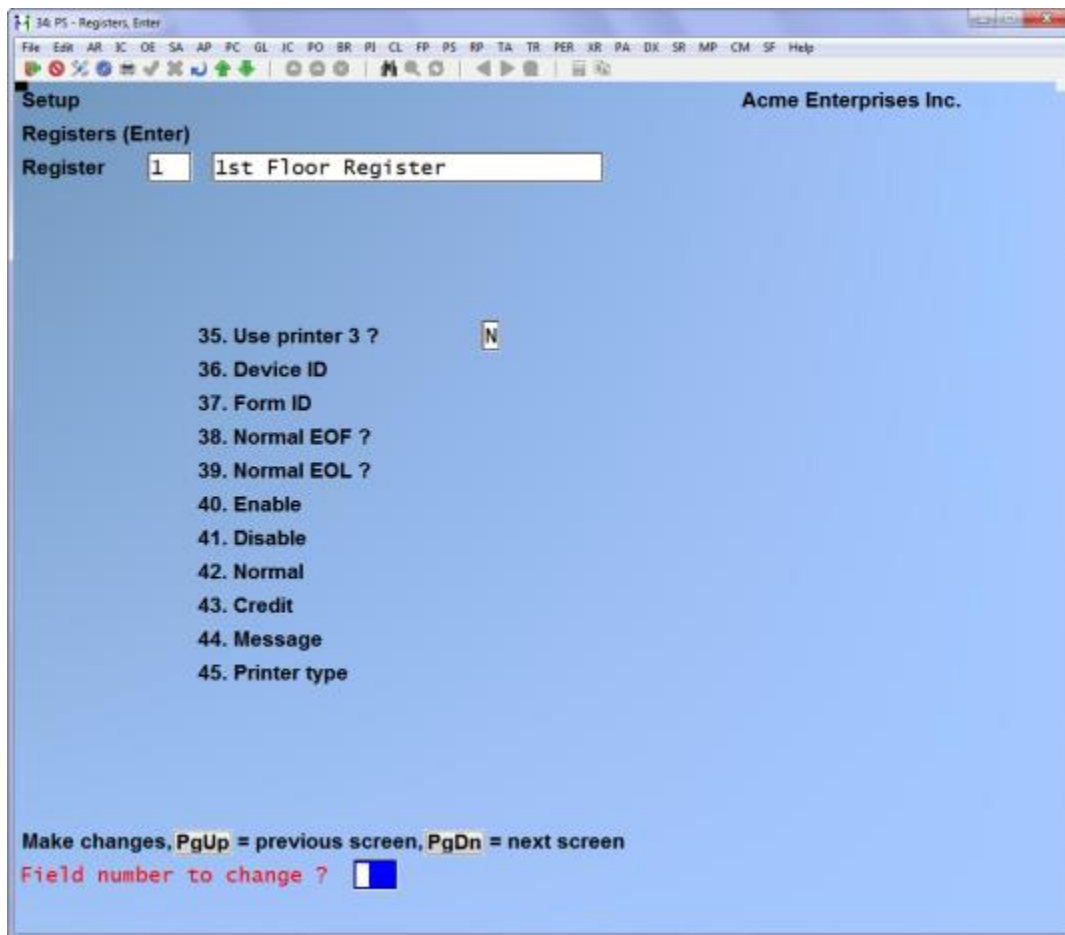 34: PS - Registers, Enter
File Edit AR IC OE SA AP PC GL JC PO BR PI CL FP PS RP TA TR PER XR PA DX SR MP CM SF Help
Setup Acme Enterprises Inc.
Registers (Enter)
Register 1 1st Floor Register
35. Use printer 3 ? N
36. Device ID
37. Form ID
38. Normal EOF ?
39. Normal EOL ?
40. Enable
41. Disable
42. Normal
43. Credit
44. Message
45. Printer type
Make changes, PgUp = previous screen, PgDn = next screen
Field number to change ?